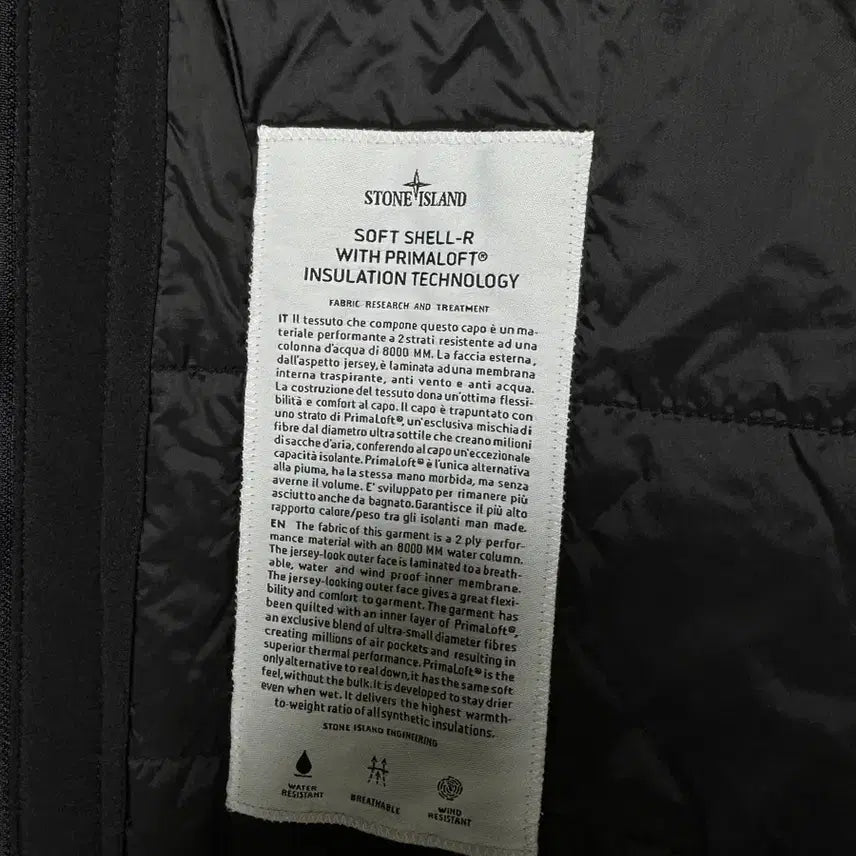 STONE ISLAND
SOFT SHELL-R
WITH PRIMALOFT®
INSULATION TECHNOLOGY
FABRIC RESEARCH AND TREATMENT
IT Il tessuto che compone questo capo è un ma-
teriale performante a 2 strati resistente ad una
colonna d'acqua di 8000 MM. La faccia esterna,
dall'aspetto jersey, è laminata ad una membrana
interna traspirante, anti vento e anti acqua.
La costruzione del tessuto dona un'ottima flessi-
bilità e comfort al capo. Il capo è trapuntato con
uno strato di PrimaLoft®, un'esclusiva mischia di
fibre dal diametro ultra sottile che creano milioni
di sacche d'aria, conferendo al capo un'eccezionale
capacità isolante. PrimaLoft® è l'unica alternativa
alla piuma, ha la stessa mano morbida, ma senza
averne il volume. E' sviluppato per rimanere più
asciutto anche da bagnato. Garantisce il più alto
rapporto calore/peso tra gli isolanti man made.
EN The fabric of this garment is a 2 ply perfor-
mance material with an 8000 MM water column.
The jersey-look outer face is laminated to a breath-
able, water and wind proof inner membrane.
The jersey-looking outer face gives a great flexi-
bility and comfort to garment. The garment has
been quilted with an inner layer of PrimaLoft®,
an exclusive blend of ultra-small diameter fibres
creating millions of air pockets and resulting in
superior thermal performance. PrimaLoft® is the
only alternative to real down, it has the same soft
feel, without the bulk. It is developed to stay drier
even when wet. It delivers the highest warmth-
to-weight ratio of all synthetic insulations.
STONE ISLAND ENGINEERING
WATER
RESISTANT
BREATHABLE
WIND
RESISTANT